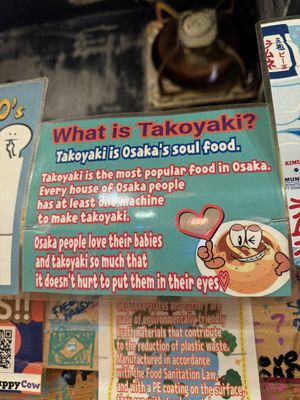 What is Takoyaki?
Takoyaki is Osaka's soul food.
Takoyaki is the most popular food in Osaka.
Every house of Osaka people
has at least one machine
to make takoyaki.
Osaka people love their babies
and takoyaki so much that
it doesn't hurt to put them in their eyes♡
made of environmentally-friendly
materials that contribute
to the reduction of plastic waste.
Manufactured in accordance
with the Food Sanitation Law,
and with a PE coating on the surface,
O's
!!
KIMU
MUN
ppyCow